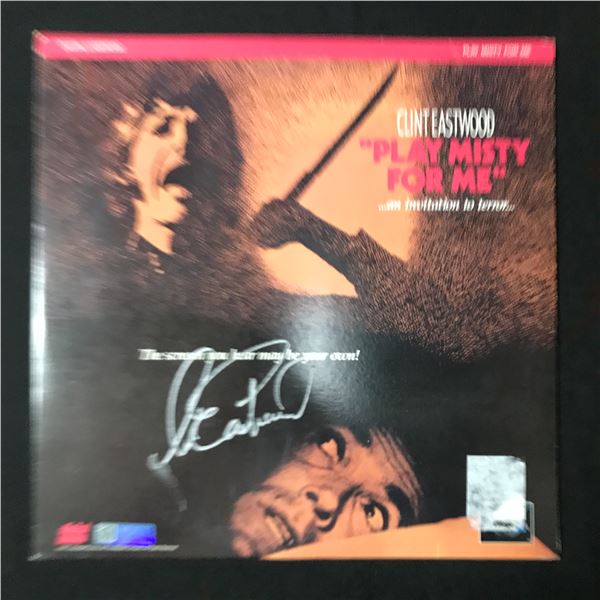 PLAY MISTY FOR ME
CLINT EASTWOOD
"PLAY MISTY
FOR ME"
...an invitation to terror...
The scream you hear may be your own!